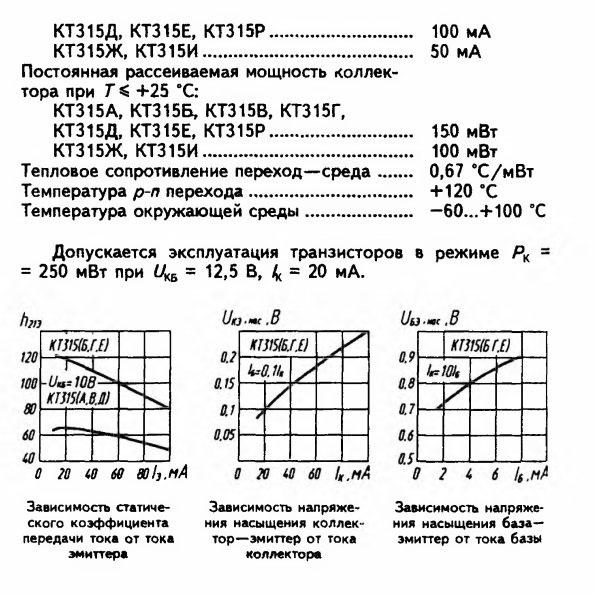 КТ315Д, КТ315Е, КТ315Р ............................ 100 мА
КТ315Ж, КТ315И ......................................... 50 мА
Постоянная рассеиваемая мощность коллек-
тора при T ⩽ +25 °С:
КТ315А, КТ315Б, КТ315В, КТ315Г,
КТ315Д, КТ315Е, КТ315Р ............................ 150 мВт
КТ315Ж, КТ315И ......................................... 100 мВт
Тепловое сопротивление переход—среда ....... 0,67 °С/мВт
Температура p-n перехода ............................... +120 °С
Температура окружающей среды .................... −60...+100 °С
Допускается эксплуатация транзисторов в режиме Pк =
= 250 мВт при Uкб = 12,5 В, Iк = 20 мА.
h21э
КТ315(Б,Г,Е)
120
100
Uкб=10В
КТ315(А,В,Д)
80
60
40
0 20 40 60 80 Iэ, мА
Зависимость статиче-
ского коэффициента
передачи тока от тока
эмиттера
Uкэ.нас, В
КТ315(Б,Г,Е)
0.2
Iб=0,1Iк
0.15
0.1
0,05
0 20 40 60 Iк, мА
Зависимость напряже-
ния насыщения коллек-
тор—эмиттер от тока
коллектора
Uбэ.нас, В
КТ315(Б Г,Е)
0.9
Iк=10Iб
0.8
0.7
0.6
0.5
0 2 4 6 Iб, мА
Зависимость напряже-
ния насыщения база—
эмиттер от тока базы